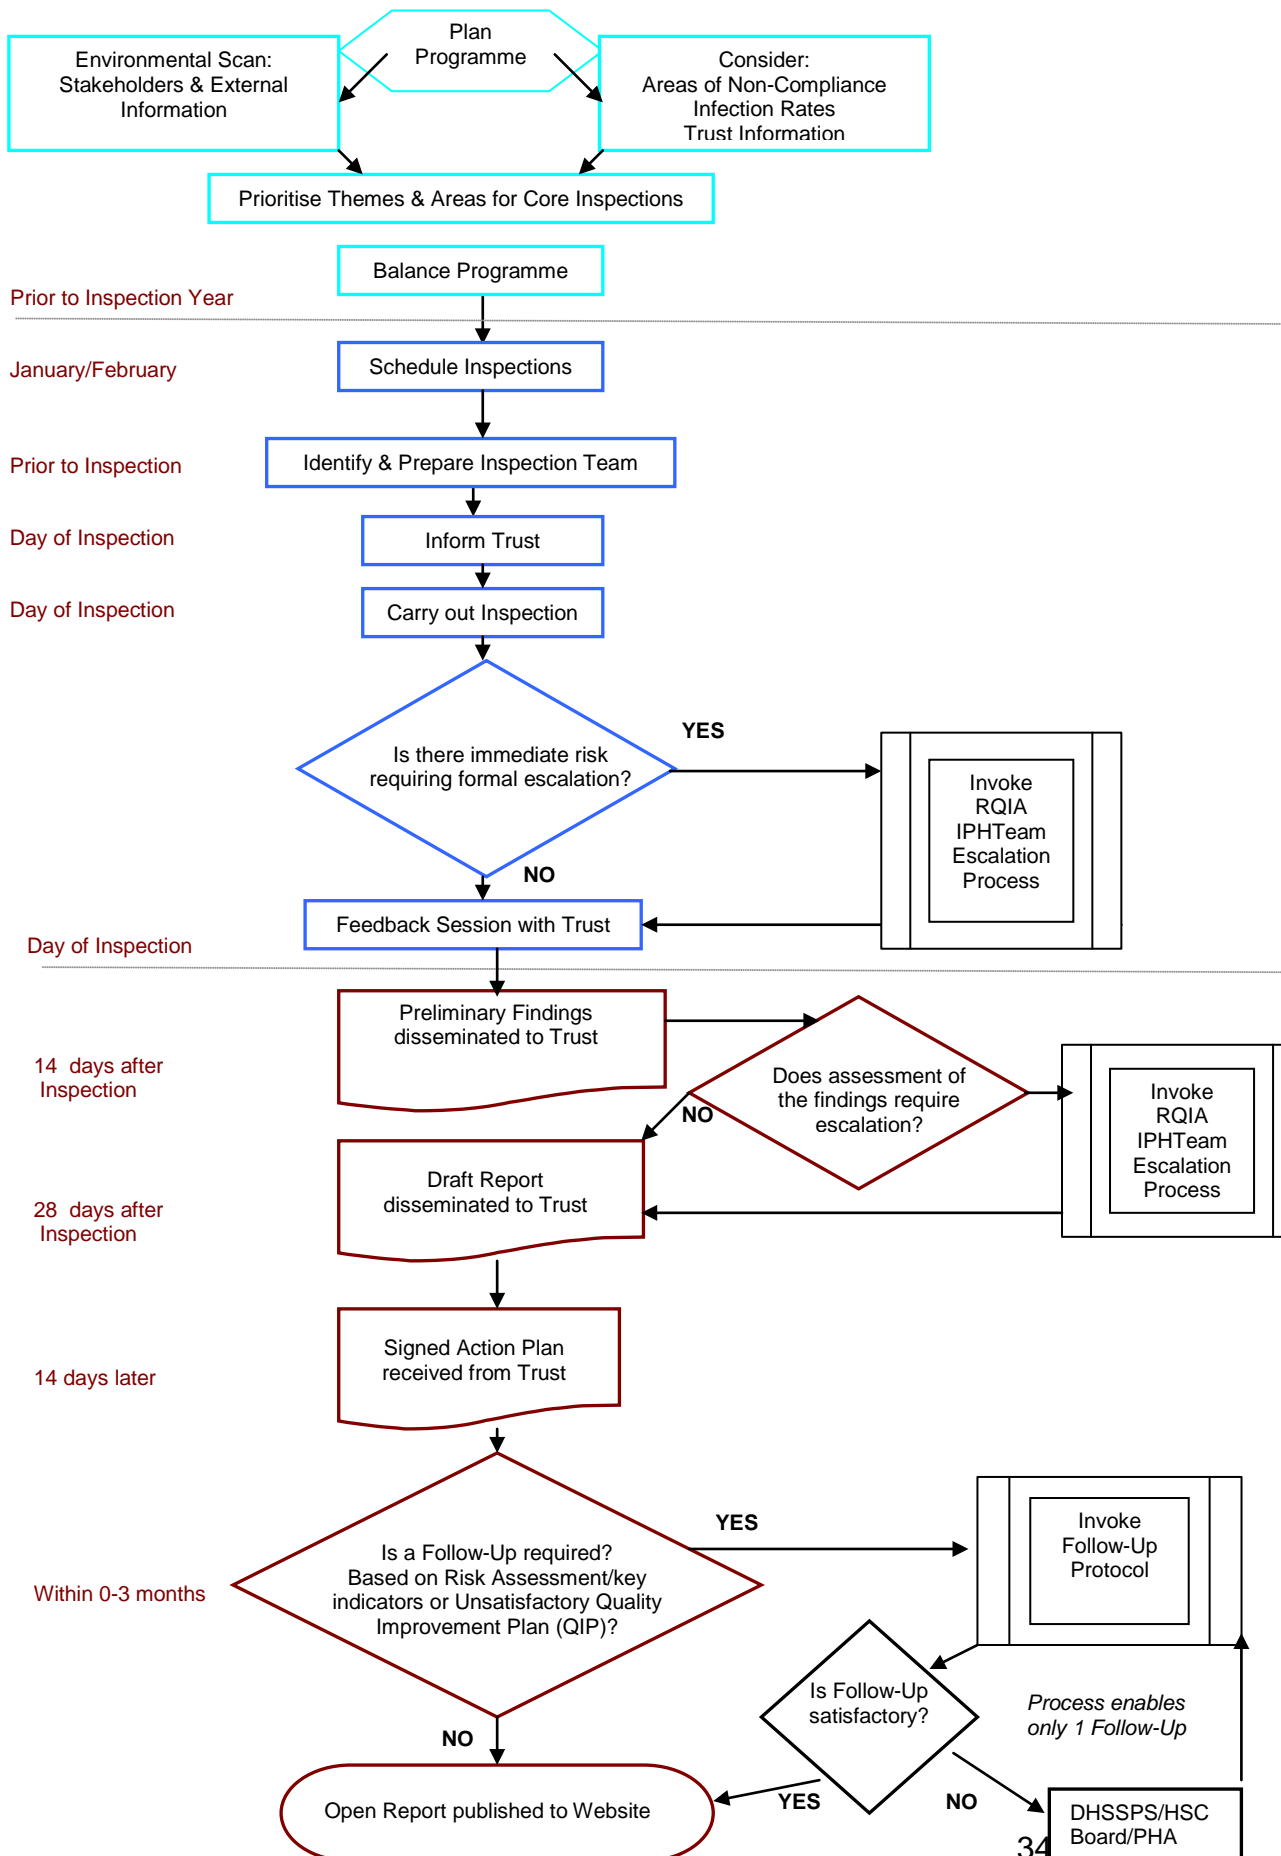 Plan
Programme
Environmental Scan:
Stakeholders & External
Information
Consider:
Areas of Non-Compliance
Infection Rates
Trust Information
Prioritise Themes & Areas for Core Inspections
Balance Programme
Prior to Inspection Year
January/February
Schedule Inspections
Prior to Inspection
Identify & Prepare Inspection Team
Day of Inspection
Inform Trust
Day of Inspection
Carry out Inspection
Is there immediate risk
requiring formal escalation?
YES
Invoke
RQIA
IPHTeam
Escalation
Process
NO
Feedback Session with Trust
Day of Inspection
Preliminary Findings
disseminated to Trust
14 days after
Inspection
Does assessment of
the findings require
escalation?
NO
Invoke
RQIA
IPHTeam
Escalation
Process
Draft Report
disseminated to Trust
28 days after
Inspection
Signed Action Plan
received from Trust
14 days later
Is a Follow-Up required?
Based on Risk Assessment/key
indicators or Unsatisfactory Quality
Improvement Plan (QIP)?
YES
Invoke
Follow-Up
Protocol
Within 0-3 months
Is Follow-Up
satisfactory?
Process enables
only 1 Follow-Up
NO
YES
NO
Open Report published to Website
DHSSPS/HSC
Board/PHA
34